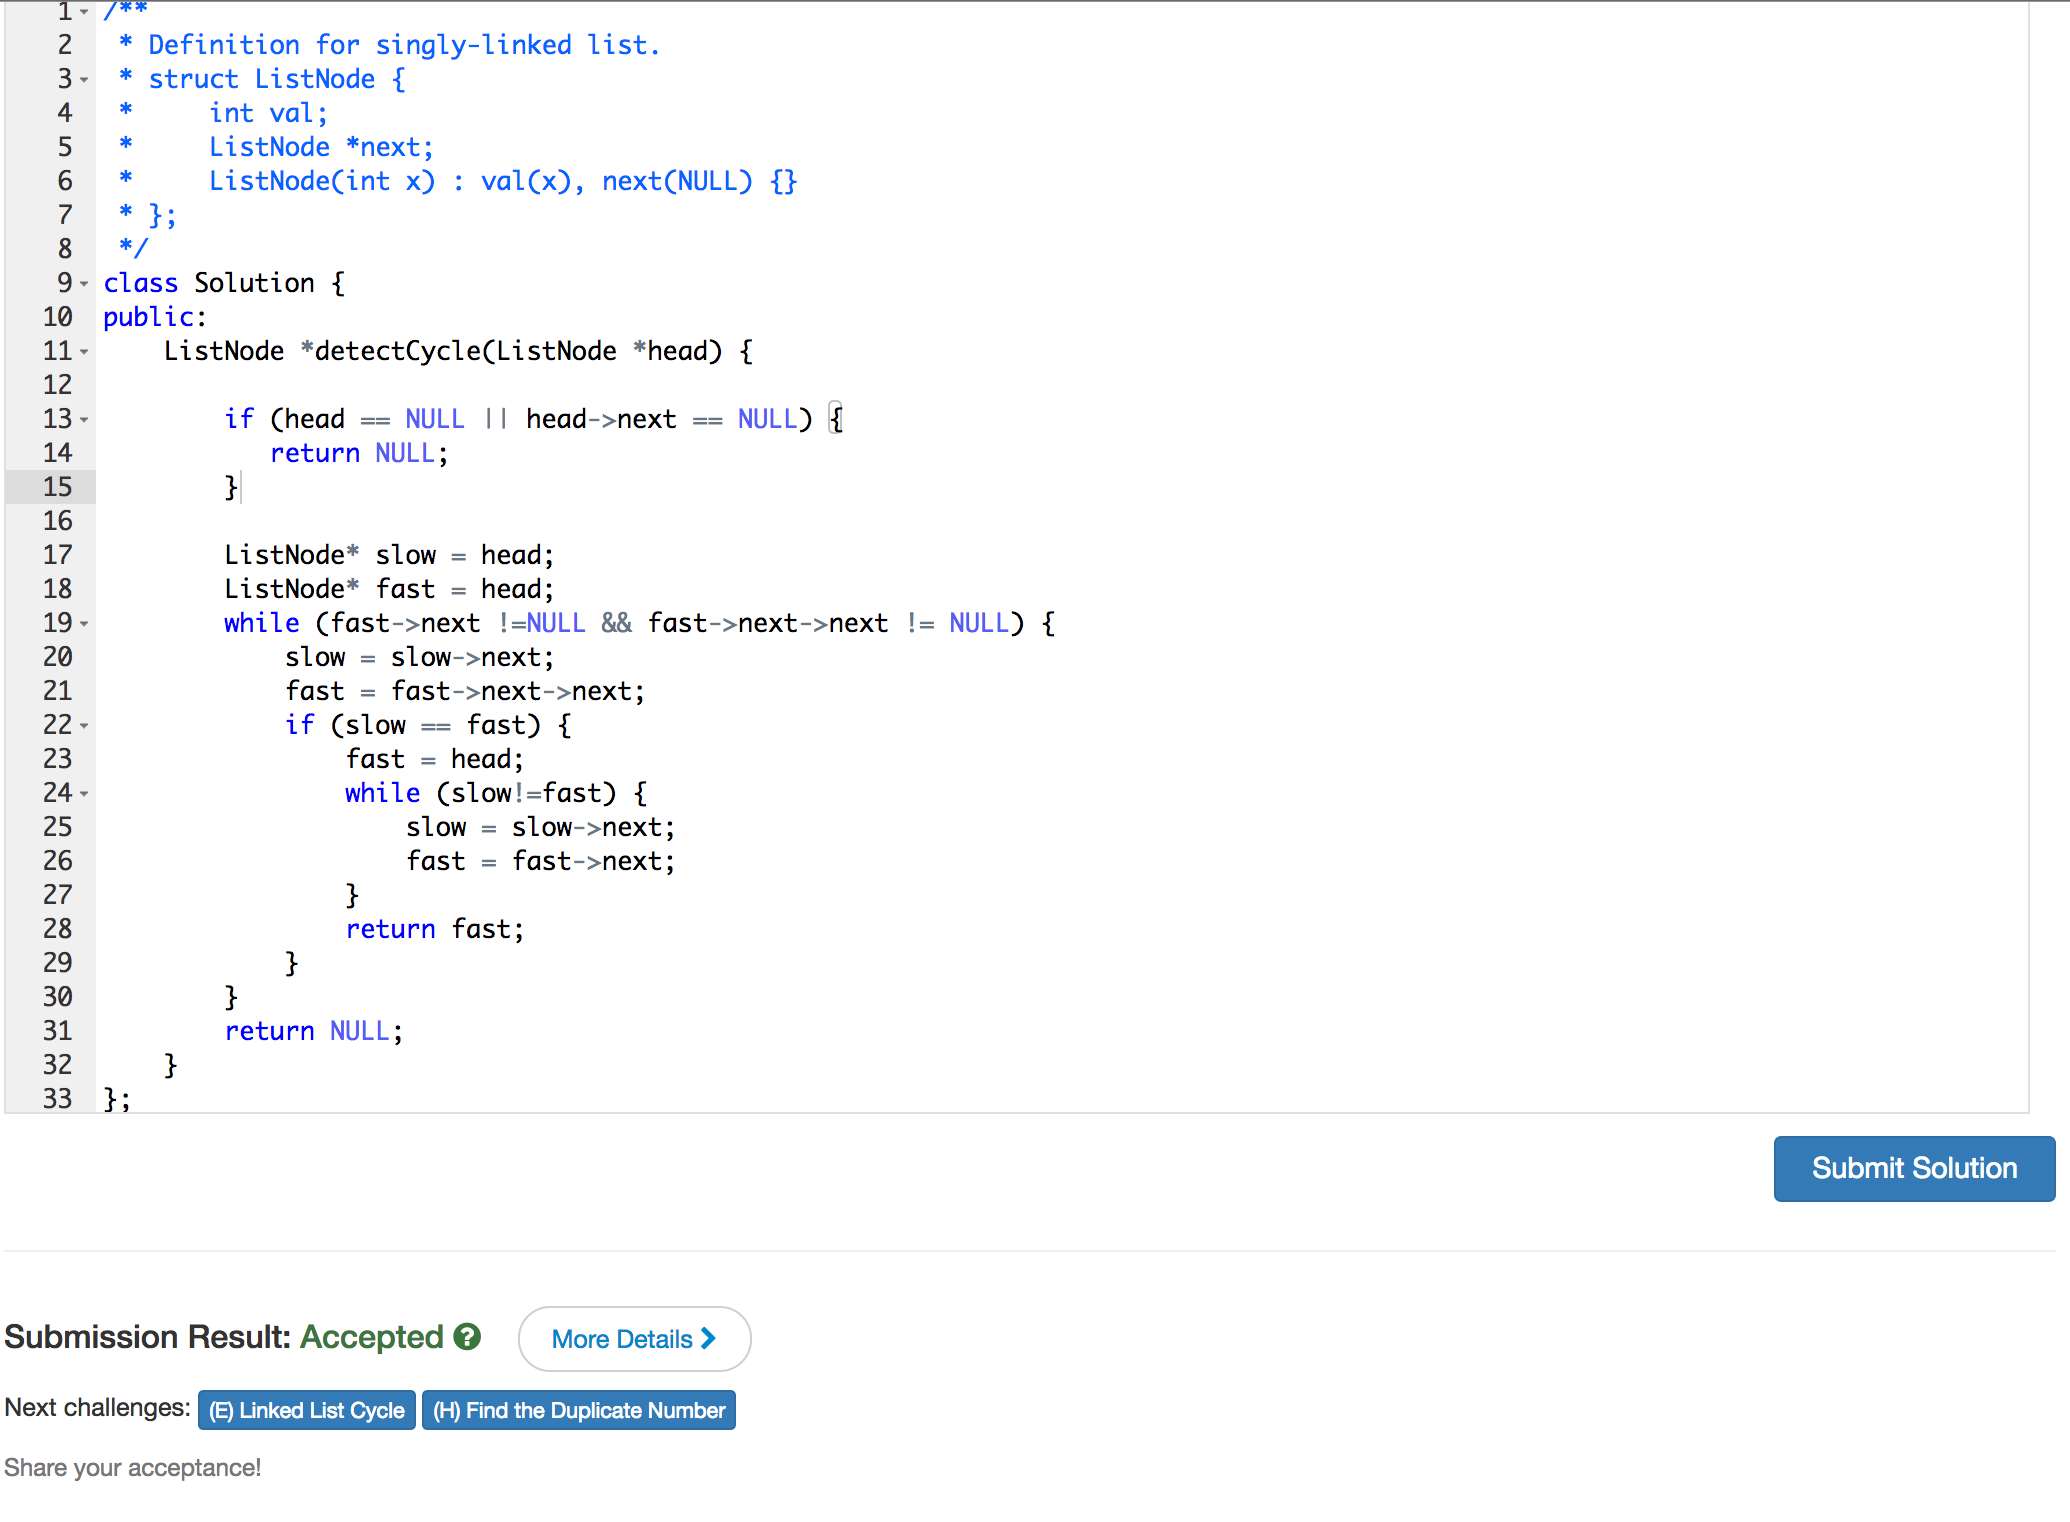 1 /**
2  * Definition for singly-linked list.
3  * struct ListNode {
4  *     int val;
5  *     ListNode *next;
6  *     ListNode(int x) : val(x), next(NULL) {}
7  * };
8  */
9 class Solution {
10 public:
11     ListNode *detectCycle(ListNode *head) {
12
13         if (head == NULL || head->next == NULL) {
14            return NULL;
15         }
16
17         ListNode* slow = head;
18         ListNode* fast = head;
19         while (fast->next !=NULL && fast->next->next != NULL) {
20             slow = slow->next;
21             fast = fast->next->next;
22             if (slow == fast) {
23                 fast = head;
24                 while (slow!=fast) {
25                     slow = slow->next;
26                     fast = fast->next;
27                 }
28                 return fast;
29             }
30         }
31         return NULL;
32     }
33 };
Submit Solution
Submission Result: Accepted ? More Details
Next challenges: (E) Linked List Cycle (H) Find the Duplicate Number
Share your acceptance!